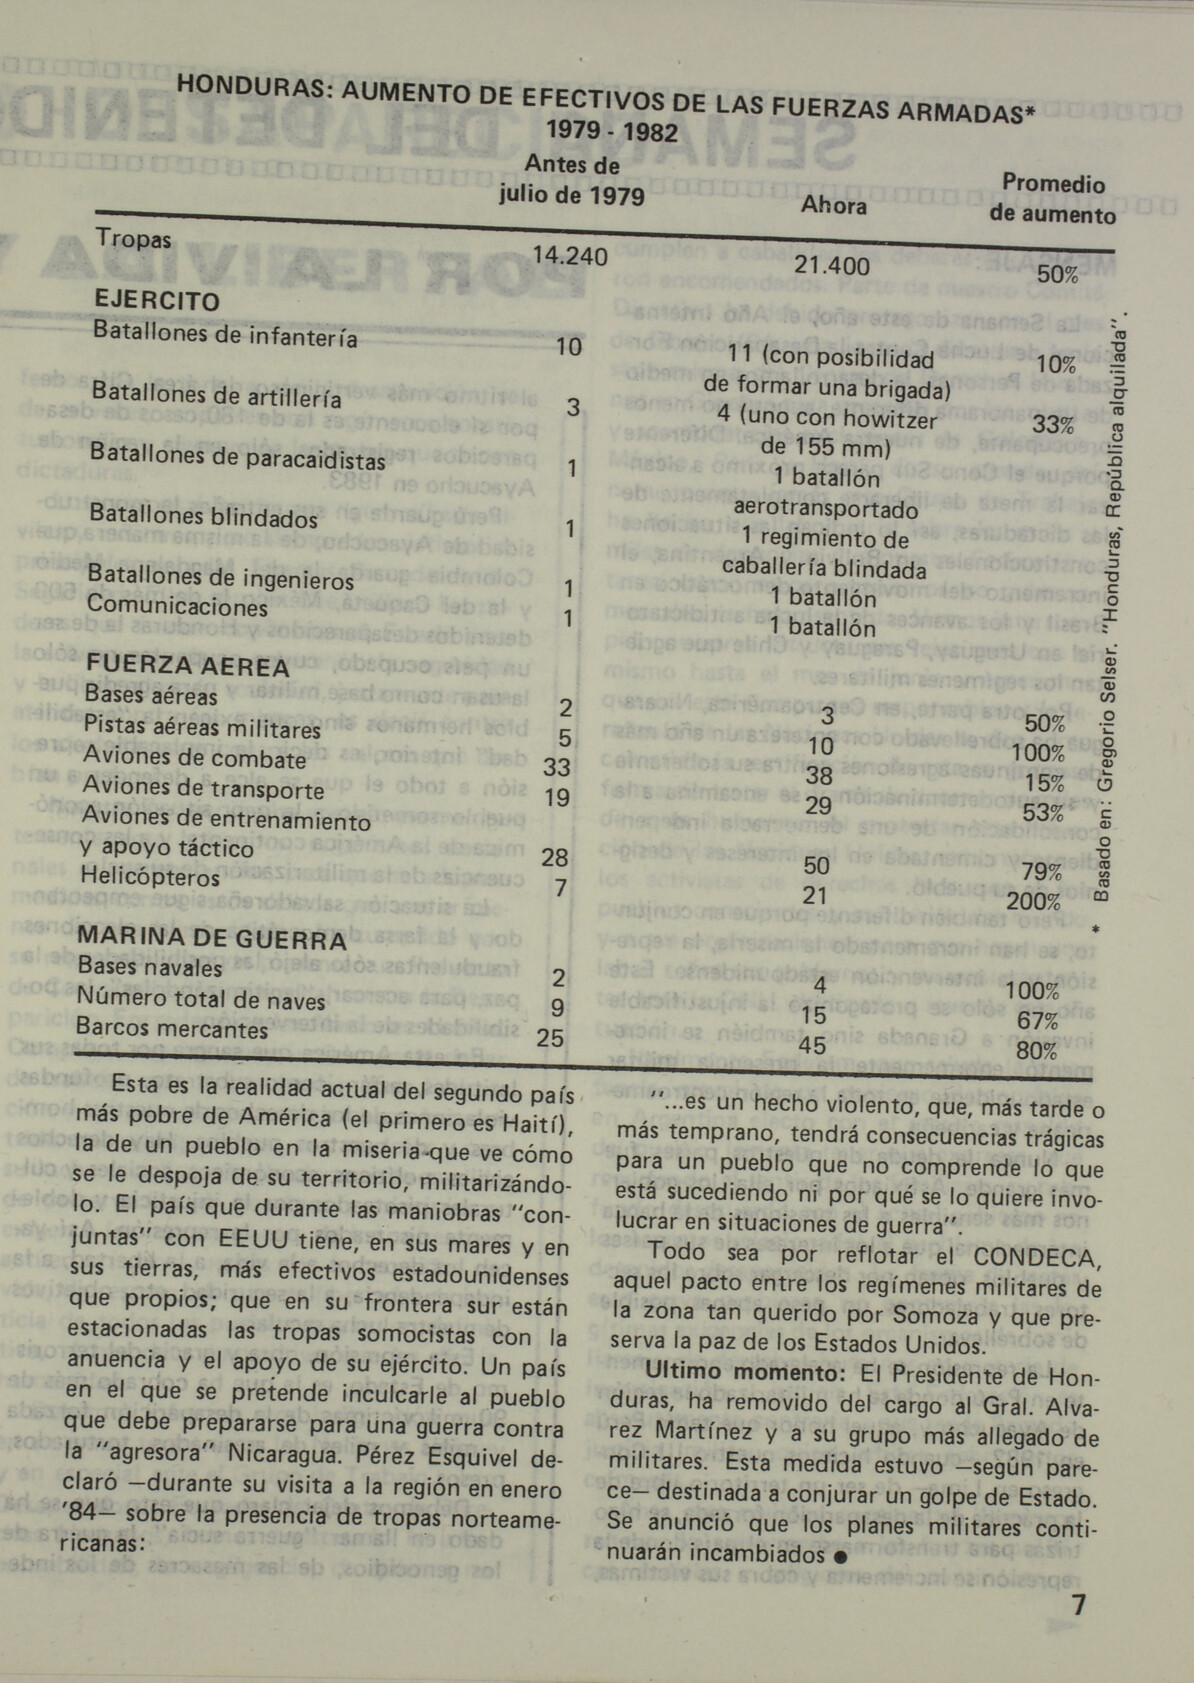 HONDURAS: AUMENTO DE EFECTIVOS DE LAS FUERZAS ARMADAS*
1979 - 1982
Antes de julio de 1979 Ahora Promedio de aumento
Tropas 14.240 21.400 50%
EJERCITO
Batallones de infantería 10 11 (con posibilidad 10%
de formar una brigada)
Batallones de artillería 3 4 (uno con howitzer 33%
de 155 mm)
Batallones de paracaidistas 1 1 batallón
aerotransportado
Batallones blindados 1 1 regimiento de
caballería blindada
Batallones de ingenieros 1 1 batallón
Comunicaciones 1 1 batallón
FUERZA AEREA
Bases aéreas 2 3 50%
Pistas aéreas militares 5 10 100%
Aviones de combate 33 38 15%
Aviones de transporte 19 29 53%
Aviones de entrenamiento
y apoyo táctico 28 50 79%
Helicópteros 7 21 200%
MARINA DE GUERRA
Bases navales 2 4 100%
Número total de naves 9 15 67%
Barcos mercantes 25 45 80%
* Basado en: Gregorio Selser. "Honduras, República alquilada".
Esta es la realidad actual del segundo país
más pobre de América (el primero es Haití),
la de un pueblo en la miseria que ve cómo
se le despoja de su territorio, militarizándo-
lo. El país que durante las maniobras "con-
juntas" con EEUU tiene, en sus mares y en
sus tierras, más efectivos estadounidenses
que propios; que en su frontera sur están
estacionadas las tropas somocistas con la
anuencia y el apoyo de su ejército. Un país
en el que se pretende inculcarle al pueblo
que debe prepararse para una guerra contra
la "agresora" Nicaragua. Pérez Esquivel de-
claró —durante su visita a la región en enero
'84— sobre la presencia de tropas norteame-
ricanas:
"...es un hecho violento, que, más tarde o
más temprano, tendrá consecuencias trágicas
para un pueblo que no comprende lo que
está sucediendo ni por qué se lo quiere invo-
lucrar en situaciones de guerra".
Todo sea por reflotar el CONDECA,
aquel pacto entre los regímenes militares de
la zona tan querido por Somoza y que pre-
serva la paz de los Estados Unidos.
Ultimo momento: El Presidente de Hon-
duras, ha removido del cargo al Gral. Alva-
rez Martínez y a su grupo más allegado de
militares. Esta medida estuvo —según pare-
ce— destinada a conjurar un golpe de Estado.
Se anunció que los planes militares conti-
nuarán incambiados ●
7